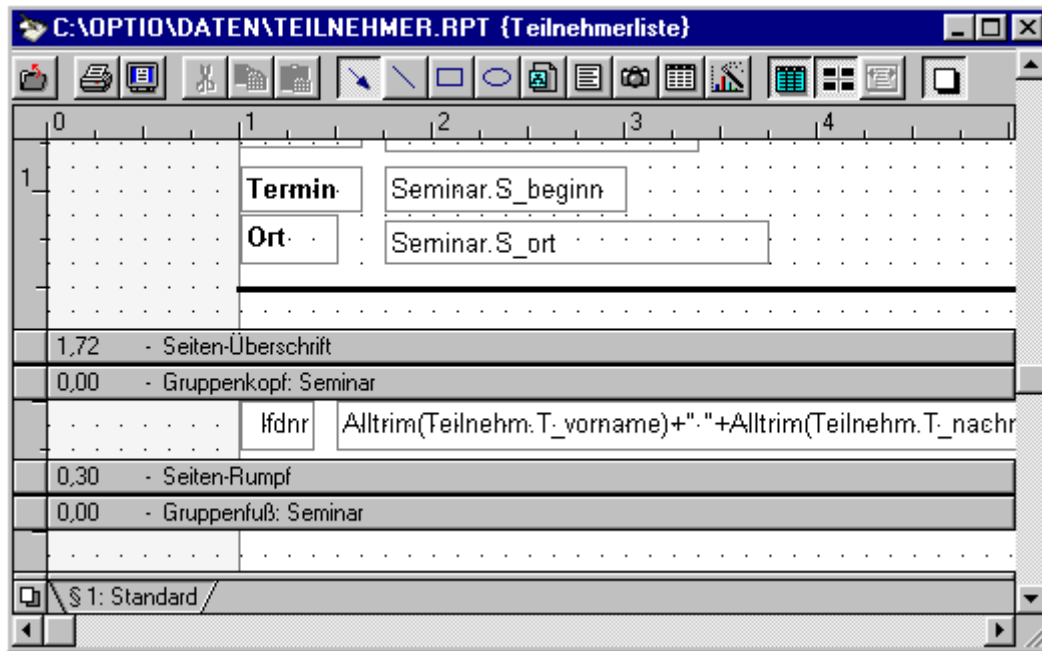 C:\OPTIO\DATEN\TEILNEHMER.RPT {Teilnehmerliste}
0 1 2 3 4
1
Termin Seminar.S_beginn
Ort Seminar.S_ort
1,72 - Seiten-Überschrift
0,00 - Gruppenkopf: Seminar
lfdnr Alltrim(Teilnehm.T_vorname)+" "+Alltrim(Teilnehm.T_nachr
0,30 - Seiten-Rumpf
0,00 - Gruppenfuß: Seminar
§ 1: Standard